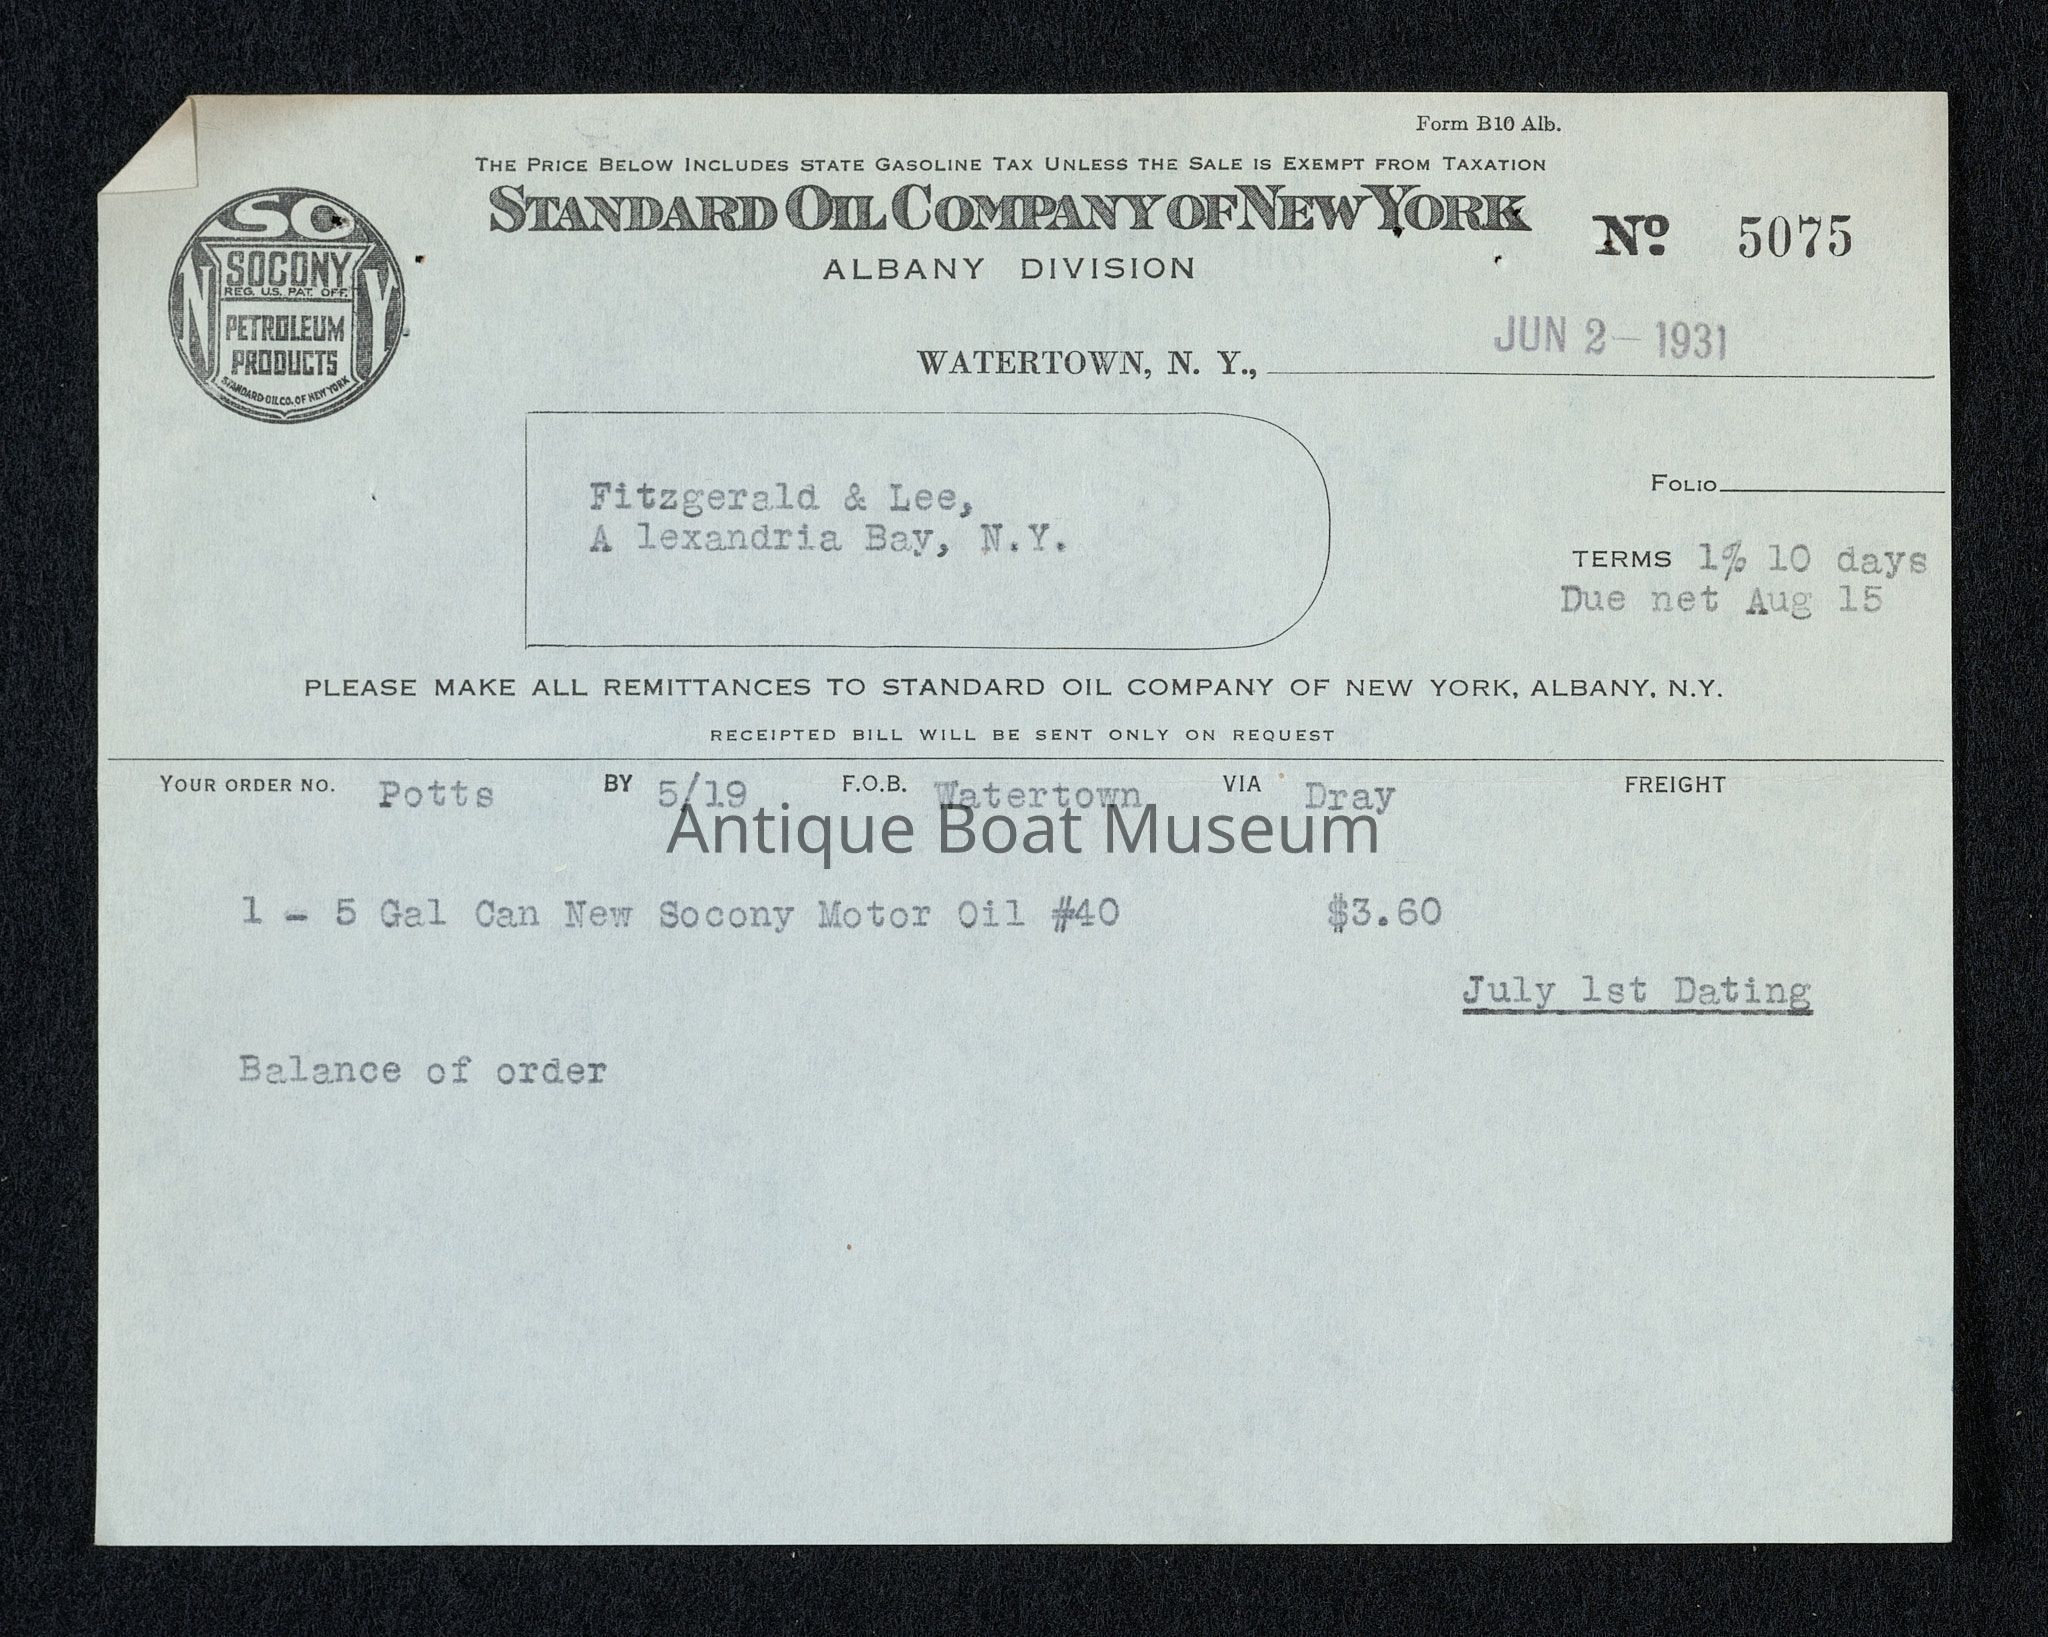 Form B10 Alb.
THE PRICE BELOW INCLUDES STATE GASOLINE TAX UNLESS THE SALE IS EXEMPT FROM TAXATION
STANDARD OIL COMPANY OF NEW YORK
No. 5075
ALBANY DIVISION
SO
N Y
SOCONY
REG. U.S. PAT. OFF.
PETROLEUM
PRODUCTS
STANDARD OIL CO. OF NEW YORK
WATERTOWN, N. Y., JUN 2 - 1931
Fitzgerald & Lee,
A lexandria Bay, N.Y.
FOLIO
TERMS 1% 10 days
Due net Aug 15
PLEASE MAKE ALL REMITTANCES TO STANDARD OIL COMPANY OF NEW YORK, ALBANY, N.Y.
RECEIPTED BILL WILL BE SENT ONLY ON REQUEST
YOUR ORDER NO. Potts BY 5/19 F.O.B. Watertown VIA Dray FREIGHT
Antique Boat Museum
1 - 5 Gal Can New Socony Motor Oil #40 $3.60
July 1st Dating
Balance of order